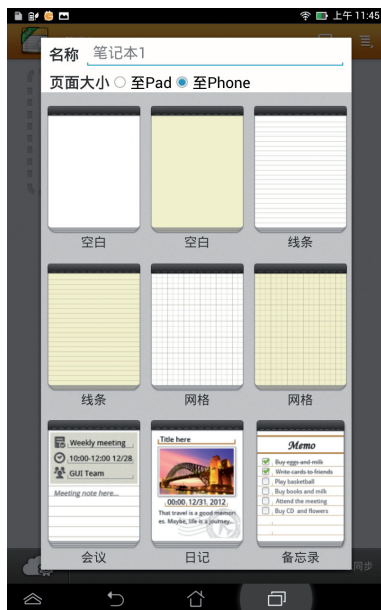 上午 11:45
名称 笔记本1
页面大小 至Pad 至Phone
空白 空白 线条
线条 网格 网格
Weekly meeting
10:00-12:00 12/28
GUI Team
Meeting note here...
Title here
00:00, 12/31, 2012
That travel is a good memori
es. Maybe, life is a journey...
Memo
Buy eggs and milk
Write cards to friends
Play basketball
Buy books and milk
Attend the meeting
Buy CD and flowers
会议 日记 备忘录
同步